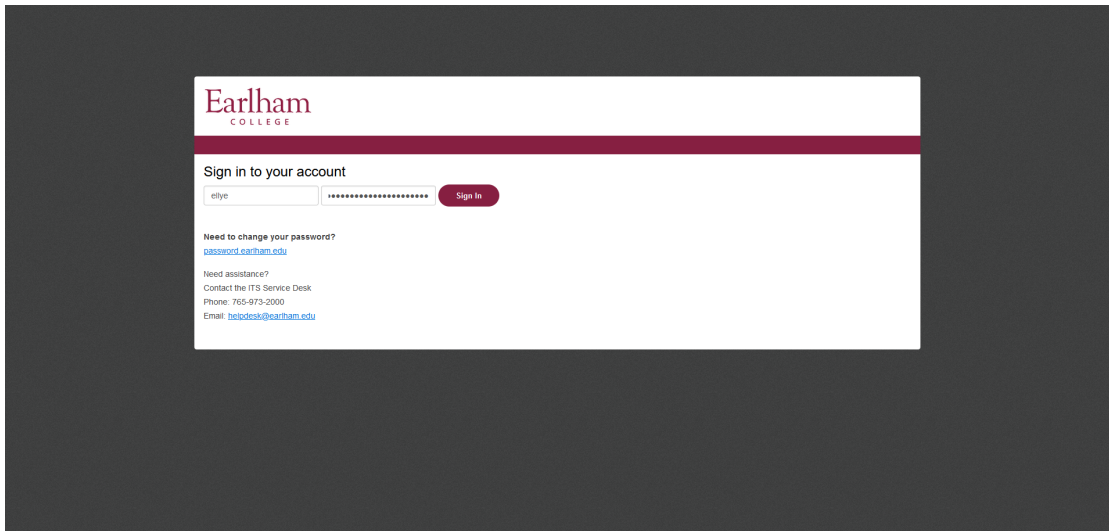 Earlham
COLLEGE
Sign in to your account
ellye
Sign In
Need to change your password?
password.earlham.edu
Need assistance?
Contact the ITS Service Desk
Phone: 765-973-2000
Email: helpdesk@earlham.edu